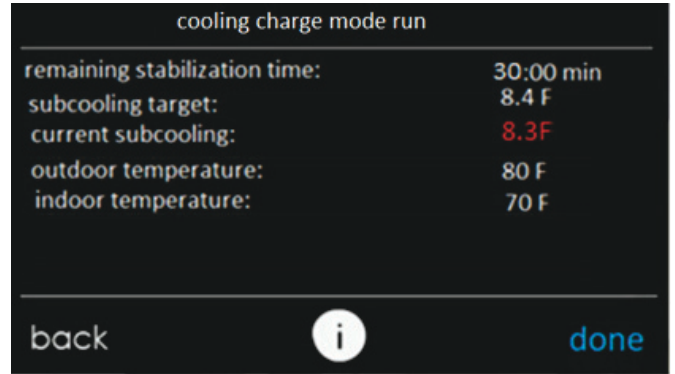 cooling charge mode run
remaining stabilization time: 30:00 min
subcooling target: 8.4 F
current subcooling: 8.3F
outdoor temperature: 80 F
indoor temperature: 70 F
back i done